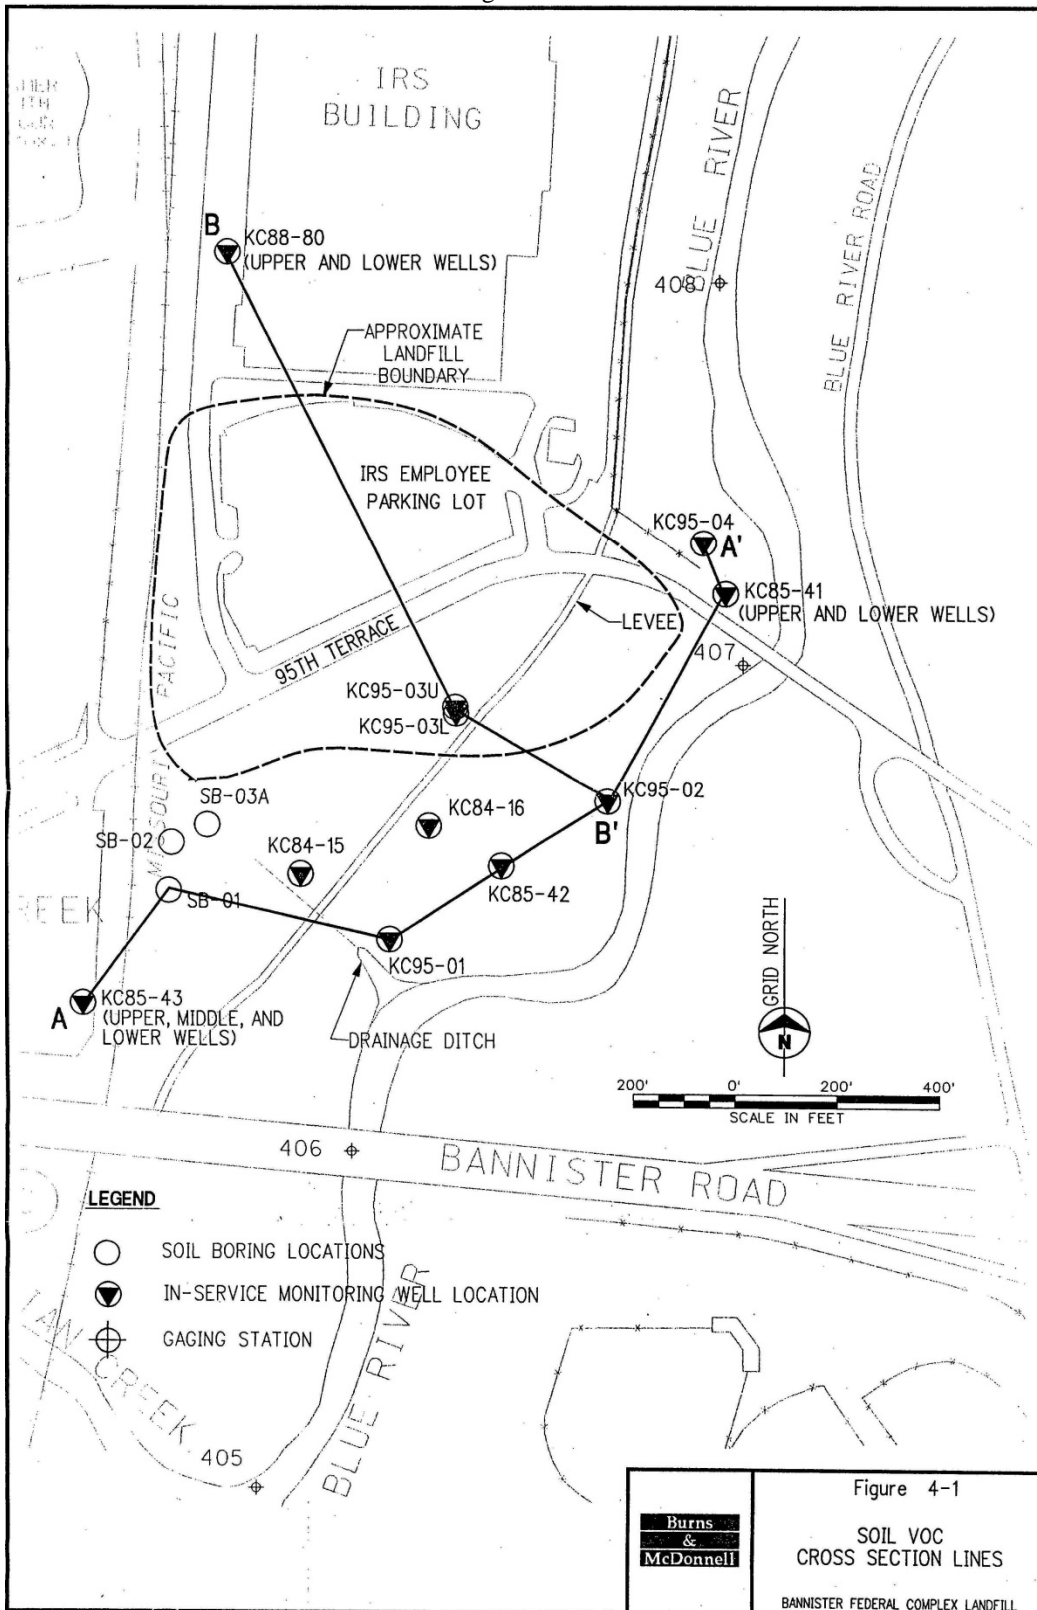 IRS
BUILDING
BLUE RIVER
BLUE RIVER ROAD
B
KC88-80
(UPPER AND LOWER WELLS)
408
APPROXIMATE
LANDFILL
BOUNDARY
IRS EMPLOYEE
PARKING LOT
KC95-04
A'
KC85-41
(UPPER AND LOWER WELLS)
LEVEE
407
95TH TERRACE
MISSOURI PACIFIC
KC95-03U
KC95-03L
SB-03A
KC84-16
KC95-02
B'
SB-02
KC84-15
KC85-42
SB-01
REEK
KC95-01
GRID NORTH
N
A
KC85-43
(UPPER, MIDDLE, AND
LOWER WELLS)
DRAINAGE DITCH
200' 0' 200' 400'
SCALE IN FEET
406
BANNISTER ROAD
LEGEND
SOIL BORING LOCATIONS
IN-SERVICE MONITORING WELL LOCATION
GAGING STATION
IAN CREEK
BLUE RIVER
405
Figure 4-1
Burns
&
McDonnell
SOIL VOC
CROSS SECTION LINES
BANNISTER FEDERAL COMPLEX LANDFILL